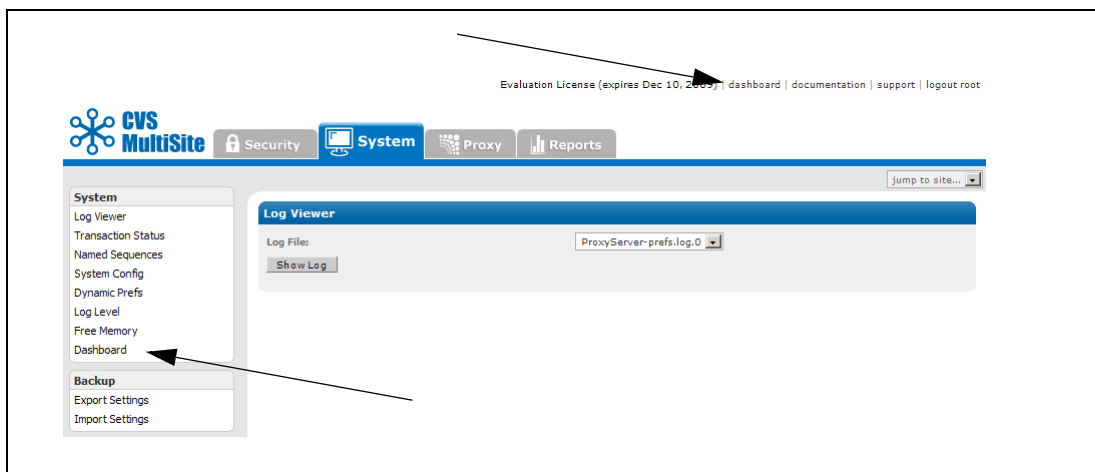 Evaluation License (expires Dec 10, 2009) | dashboard | documentation | support | logout root
CVS
MultiSite
Security
System
Proxy
Reports
jump to site...
System
Log Viewer
Transaction Status
Named Sequences
System Config
Dynamic Prefs
Log Level
Free Memory
Dashboard
Backup
Export Settings
Import Settings
Log Viewer
Log File:
ProxyServer-prefs.log.0
Show Log